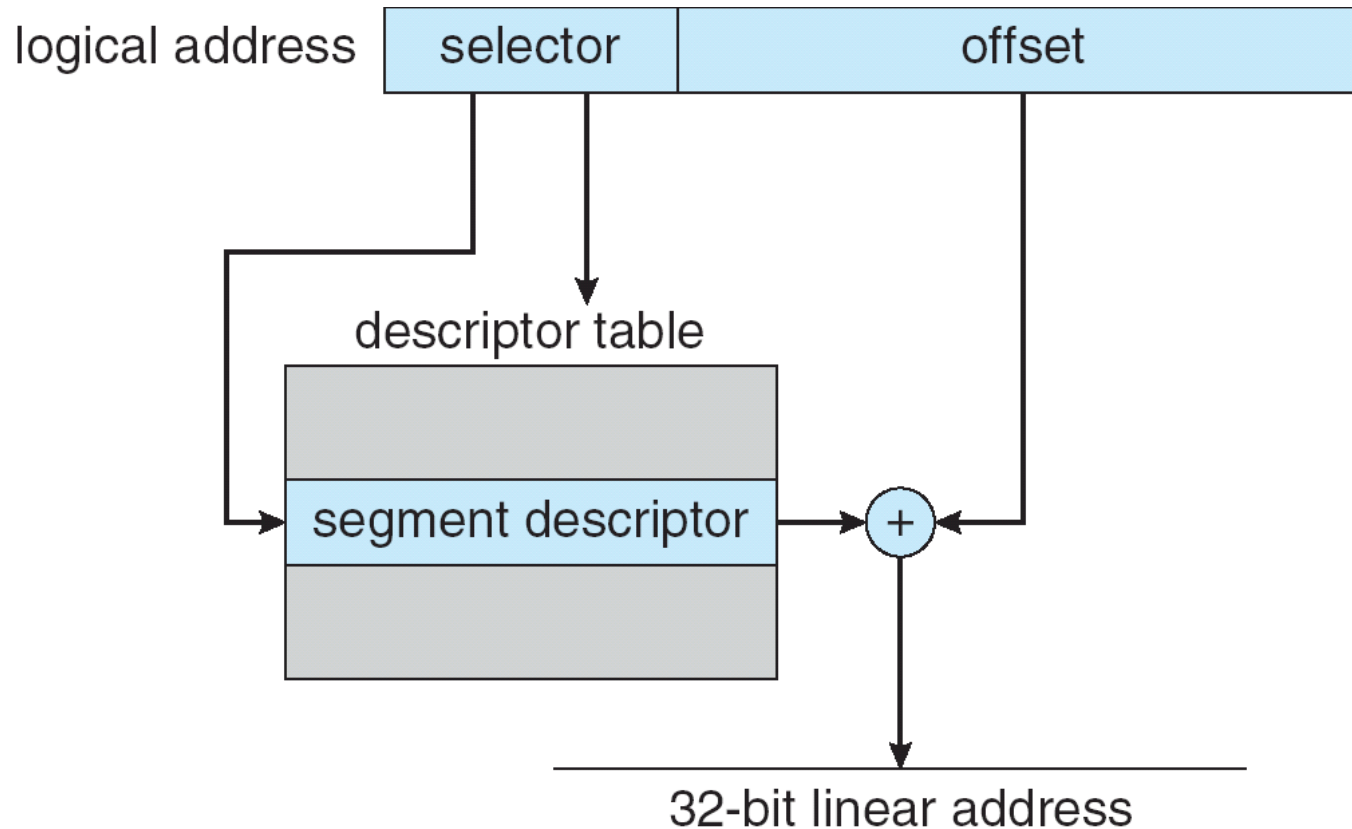 logical address selector offset
descriptor table
segment descriptor +
32-bit linear address